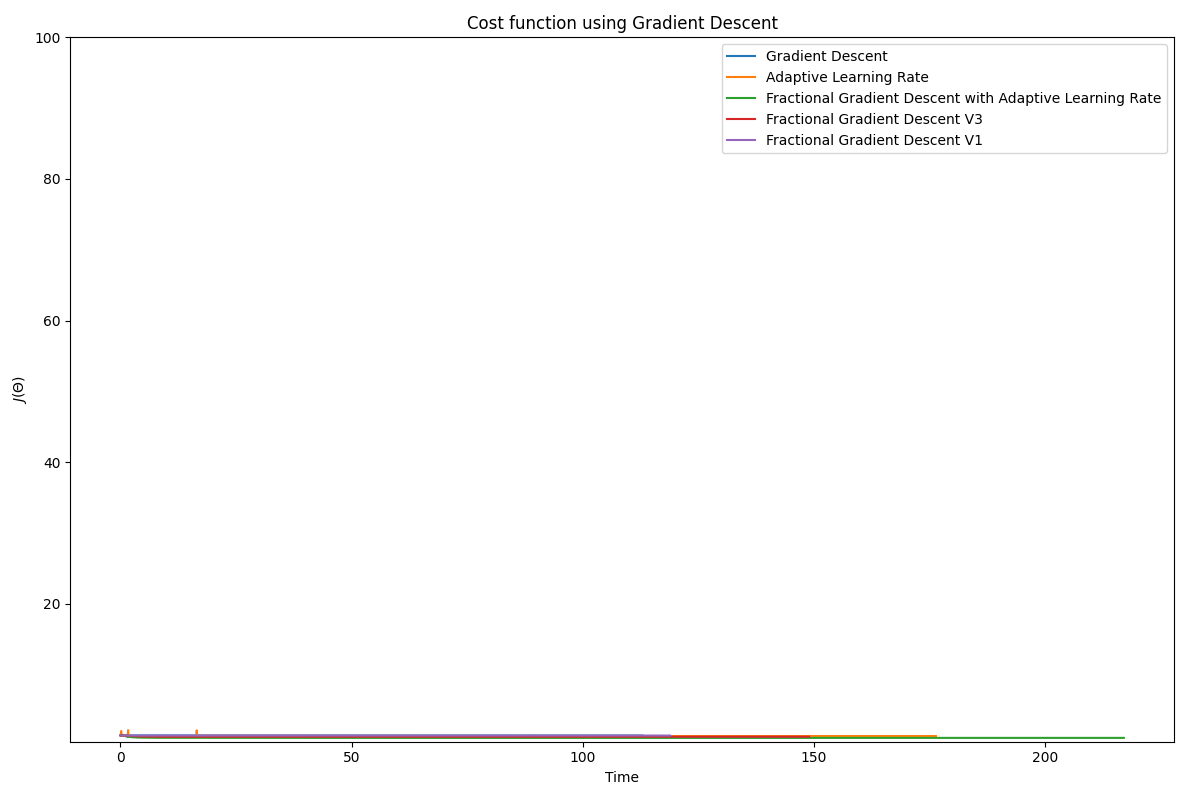 Cost function using Gradient Descent
100
80
60
40
20
J(Θ)
Gradient Descent
Adaptive Learning Rate
Fractional Gradient Descent with Adaptive Learning Rate
Fractional Gradient Descent V3
Fractional Gradient Descent V1
0 50 100 150 200
Time